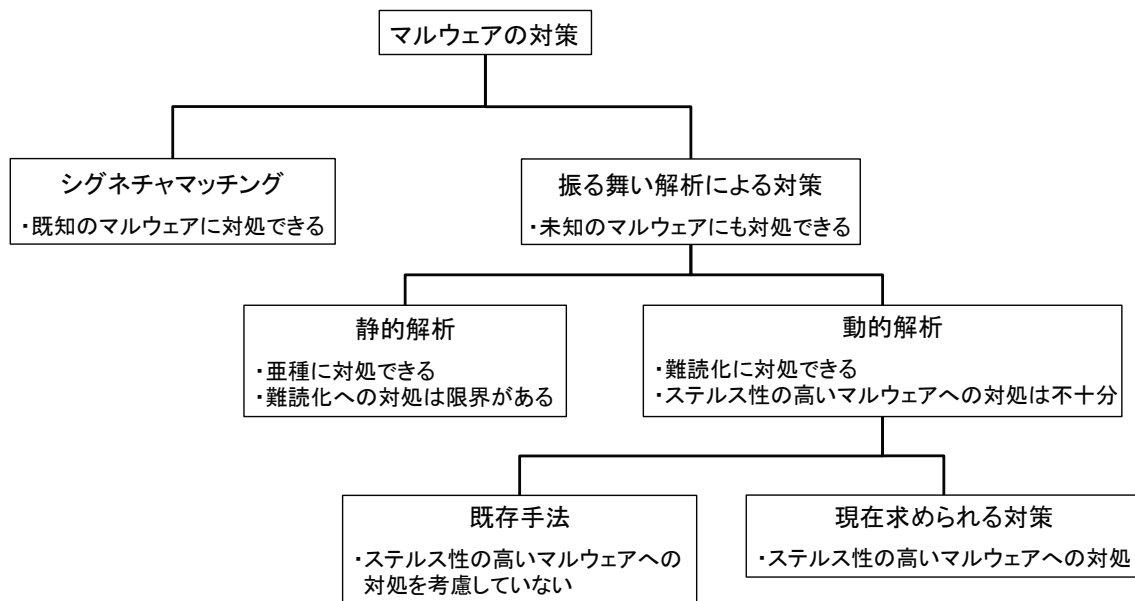 マルウェアの対策
シグネチャマッチング
・既知のマルウェアに対処できる
振る舞い解析による対策
・未知のマルウェアにも対処できる
静的解析
・亜種に対処できる
・難読化への対処は限界がある
動的解析
・難読化に対処できる
・ステルス性の高いマルウェアへの対処は不十分
既存手法
・ステルス性の高いマルウェアへの
対処を考慮していない
現在求められる対策
・ステルス性の高いマルウェアへの対処